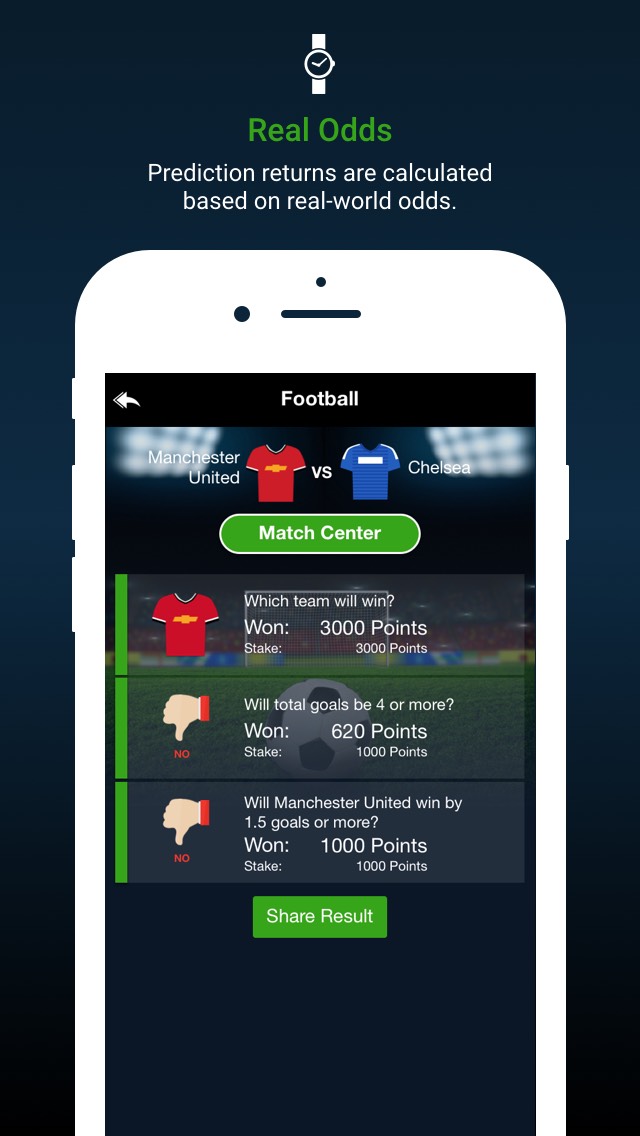 Real Odds
Prediction returns are calculated
based on real-world odds.
Football
Manchester
United
VS
Chelsea
Match Center
Which team will win?
Won: 3000 Points
Stake: 3000 Points
Will total goals be 4 or more?
Won: 620 Points
Stake: 1000 Points
NO
Will Manchester United win by
1.5 goals or more?
Won: 1000 Points
Stake: 1000 Points
NO
Share Result